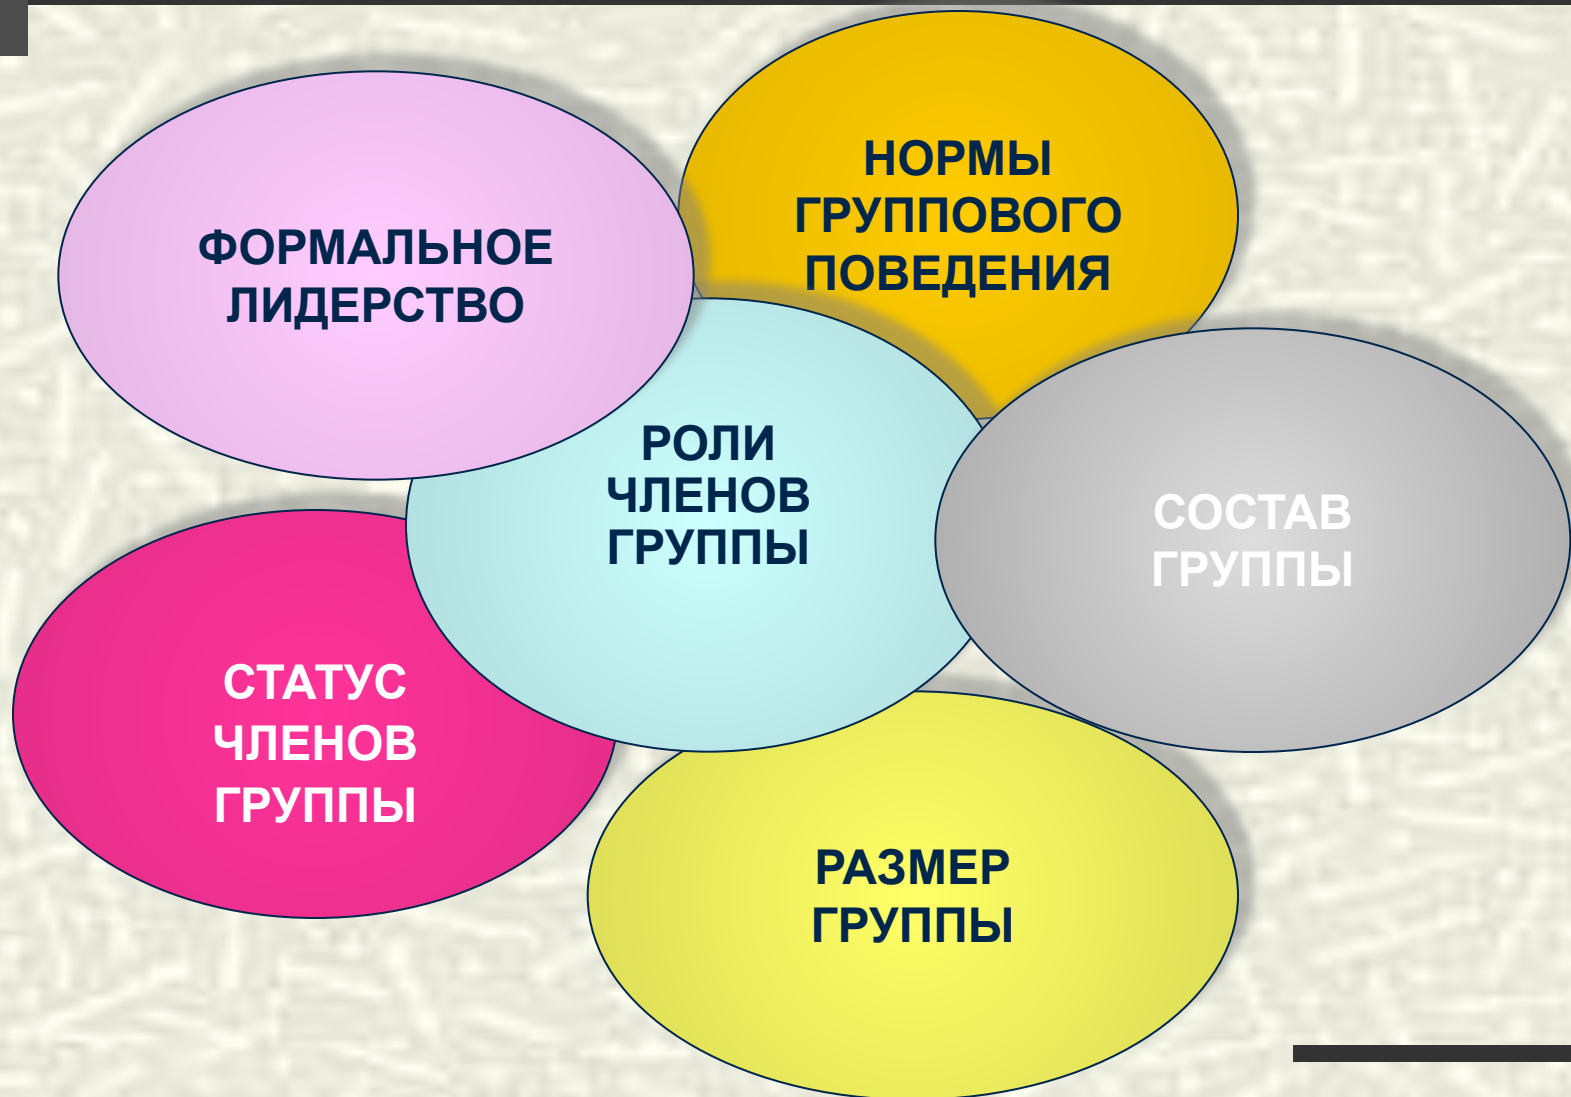 ФОРМАЛЬНОЕ
ЛИДЕРСТВО
НОРМЫ
ГРУППОВОГО
ПОВЕДЕНИЯ
РОЛИ
ЧЛЕНОВ
ГРУППЫ
СОСТАВ
ГРУППЫ
СТАТУС
ЧЛЕНОВ
ГРУППЫ
РАЗМЕР
ГРУППЫ